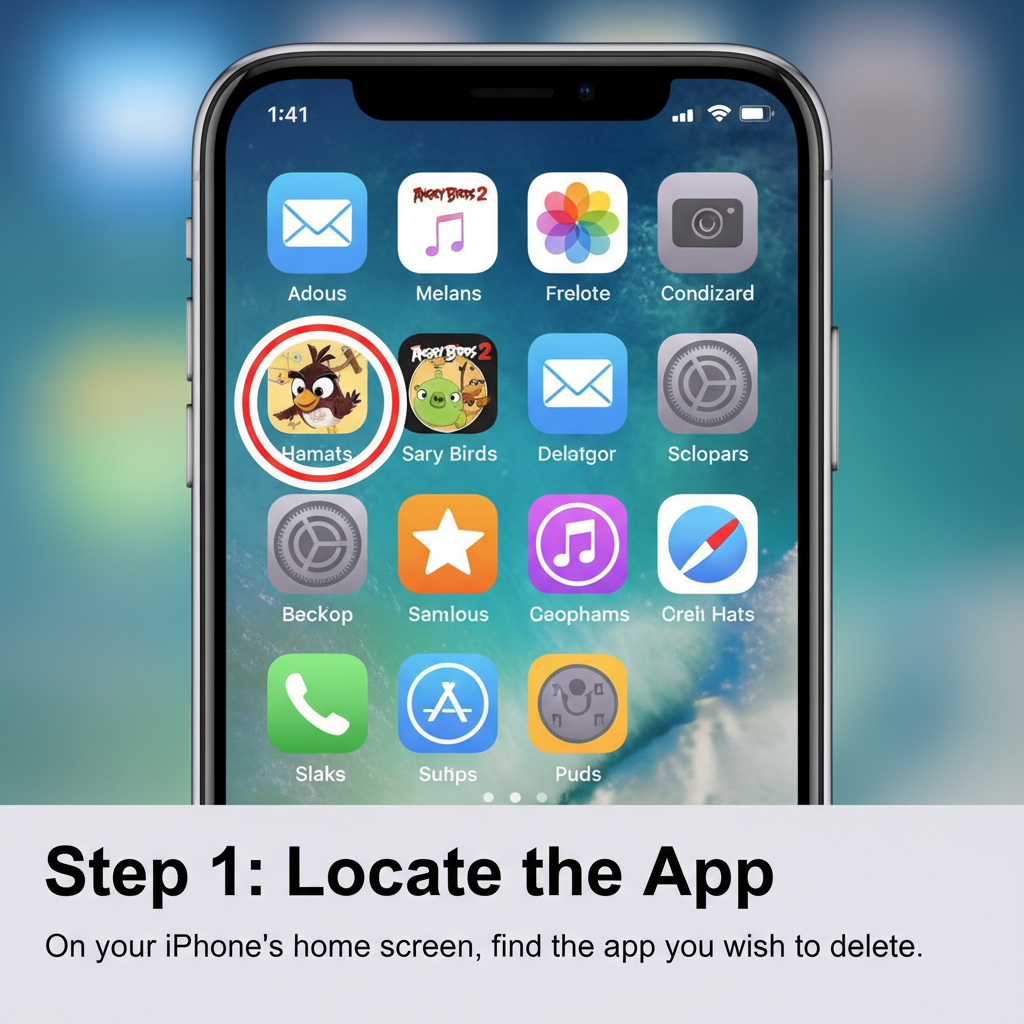 1:41
ANGRY BIRDS 2
Adous Melans Frelote Condizard
ANGRY BIRDS 2
Hamats Sary Birds Delatgor Sclopars
Beckop Samlous Caophams Creit Hats
Slaks Suhps Puds
Step 1: Locate the App
On your iPhone's home screen, find the app you wish to delete.